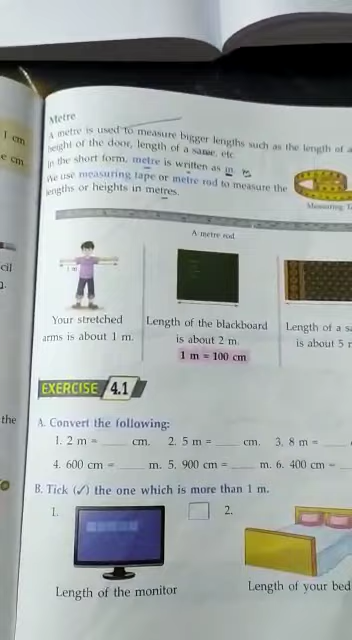 1 cm
e cm
cil
the
Metre
A metre is used to measure bigger lengths such as the length of a
height of the door, length of a saree, etc.
In the short form, metre is written as m.
We use measuring tape or metre rod to measure the
lengths or heights in metres.
Measuring
A metre rod
1 m
Your stretched
arms is about 1 m.
Length of the blackboard
is about 2 m.
1 m = 100 cm
Length of a sa
is about 5
EXERCISE 4.1
A. Convert the following:
1. 2 m = ____ cm. 2. 5 m = ____ cm. 3. 8 m = ____
4. 600 cm = ____ m. 5. 900 cm = ____ m. 6. 400 cm =
B. Tick (✓) the one which is more than 1 m.
1.
2.
Length of the monitor
Length of your bed